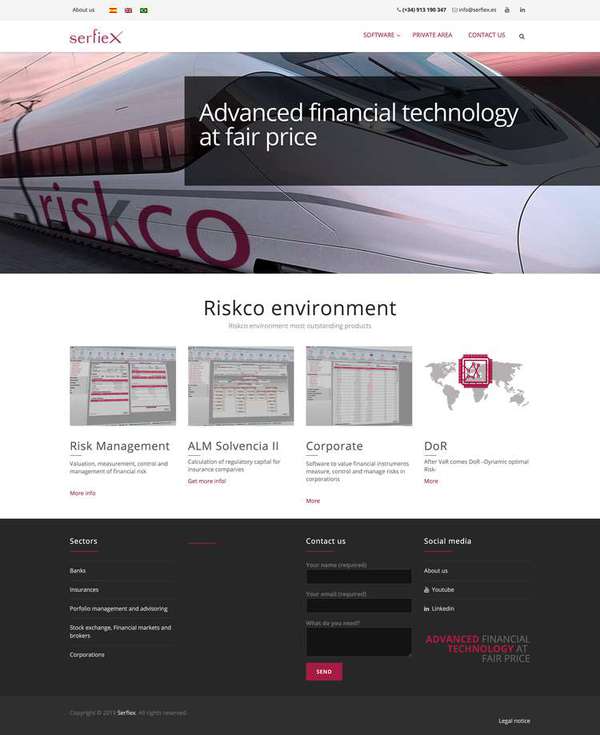 About us
(+34) 913 190 347 info@serfiex.es
serfiex
SOFTWARE PRIVATE AREA CONTACT US
Advanced financial technology
at fair price
riskco
Riskco environment
Riskco environment most outstanding products
Risk Management
Valuation, measurement, control and
management of financial risk
More info
ALM Solvencia II
Calculation of regulatory capital for
insurance companies
Get more info!
Corporate
Software to value financial instruments
measure, control and manage risks in
corporations
More
DoR
After VaR comes DoR –Dynamic optimal
Risk-
More
Sectors
Banks
Insurances
Porfolio management and advisoring
Stock exchange, Financial markets and
brokers
Corporations
Contact us
Your name (required)
Your email (required)
What do you need?
SEND
Social media
About us
Youtube
Linkedin
ADVANCED FINANCIAL
TECHNOLOGY AT
FAIR PRICE
Copyright © 2019 Serfiex. All rights reserved.
Legal notice